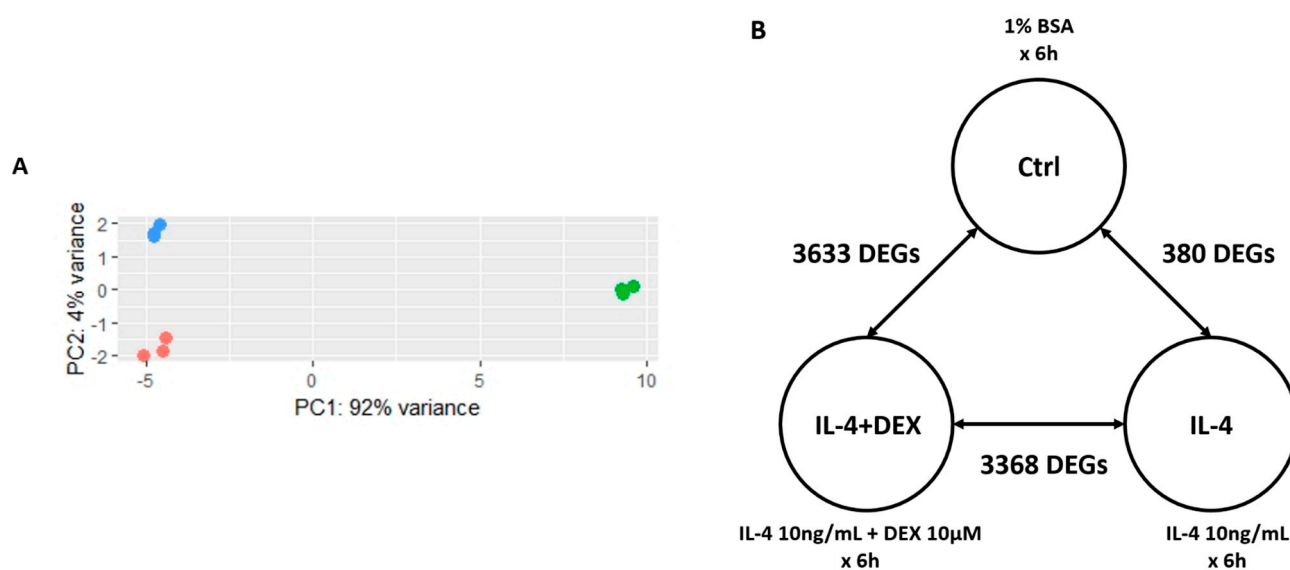 A
PC2: 4% variance
2
1
0
-1
-2
-5
0
5
10
PC1: 92% variance
B
1% BSA
x 6h
Ctrl
3633 DEGs
380 DEGs
IL-4+DEX
IL-4
3368 DEGs
IL-4 10ng/mL + DEX 10µM
x 6h
IL-4 10ng/mL
x 6h